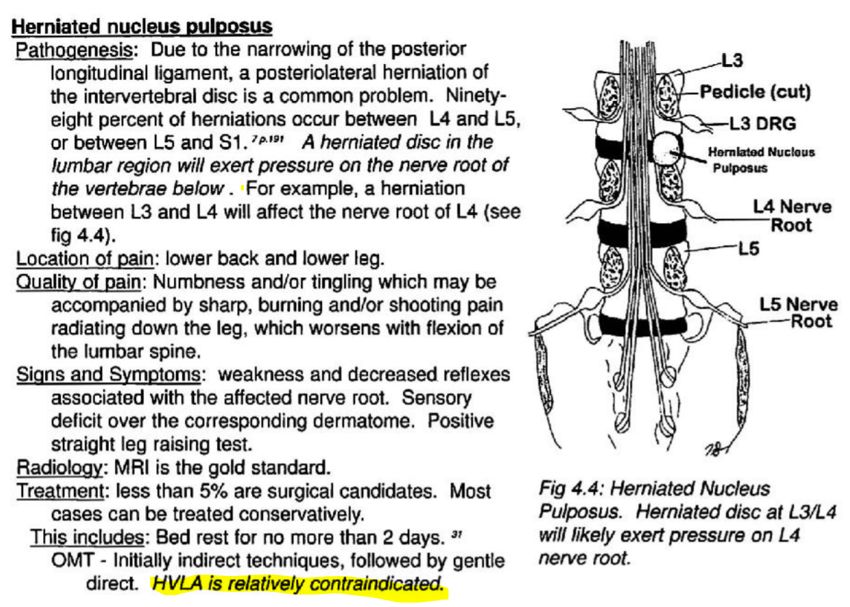 Herniated nucleus pulposus
Pathogenesis: Due to the narrowing of the posterior
longitudinal ligament, a posteriolateral herniation of
the intervertebral disc is a common problem. Ninety-
eight percent of herniations occur between L4 and L5,
or between L5 and S1. 7p.191 A herniated disc in the
lumbar region will exert pressure on the nerve root of
the vertebrae below. For example, a herniation
between L3 and L4 will affect the nerve root of L4 (see
fig 4.4).
Location of pain: lower back and lower leg.
Quality of pain: Numbness and/or tingling which may be
accompanied by sharp, burning and/or shooting pain
radiating down the leg, which worsens with flexion of
the lumbar spine.
Signs and Symptoms: weakness and decreased reflexes
associated with the affected nerve root. Sensory
deficit over the corresponding dermatome. Positive
straight leg raising test.
Radiology: MRI is the gold standard.
Treatment: less than 5% are surgical candidates. Most
cases can be treated conservatively.
This includes: Bed rest for no more than 2 days. 31
OMT - Initially indirect techniques, followed by gentle
direct. HVLA is relatively contraindicated.
L3
Pedicle (cut)
L3 DRG
Herniated Nucleus
Pulposus
L4 Nerve
Root
L5
L5 Nerve
Root
Fig 4.4: Herniated Nucleus
Pulposus. Herniated disc at L3/L4
will likely exert pressure on L4
nerve root.